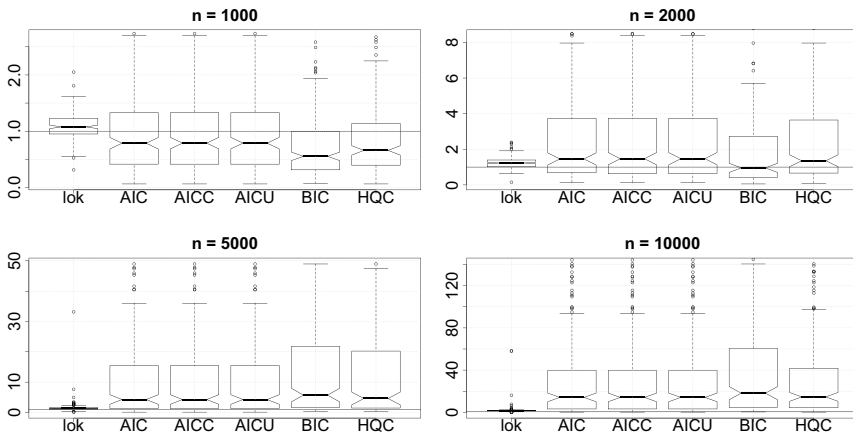 n = 1000
2.0
1.0
0.0
lok AIC AICC AICU BIC HQC
n = 2000
8
6
4
2
0
lok AIC AICC AICU BIC HQC
n = 5000
50
30
10
0
lok AIC AICC AICU BIC HQC
n = 10000
120
80
40
0
lok AIC AICC AICU BIC HQC